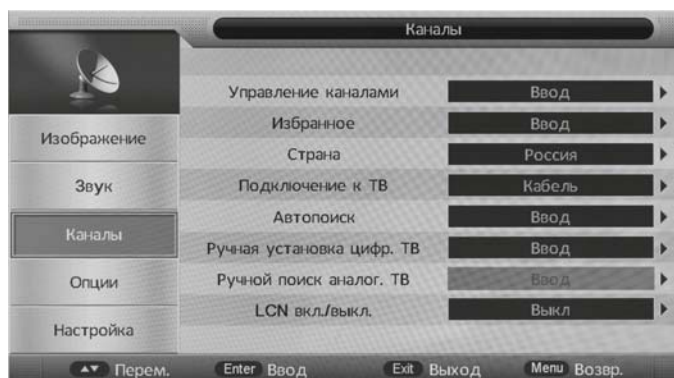 Каналы
Управление каналами Ввод
Избранное Ввод
Страна Россия
Подключение к ТВ Кабель
Автопоиск Ввод
Ручная установка цифр. ТВ Ввод
Ручной поиск аналог. ТВ Ввод
LCN вкл./выкл. Выкл
Изображение
Звук
Каналы
Опции
Настройка
Перем. Enter Ввод Exit Выход Menu Возвр.